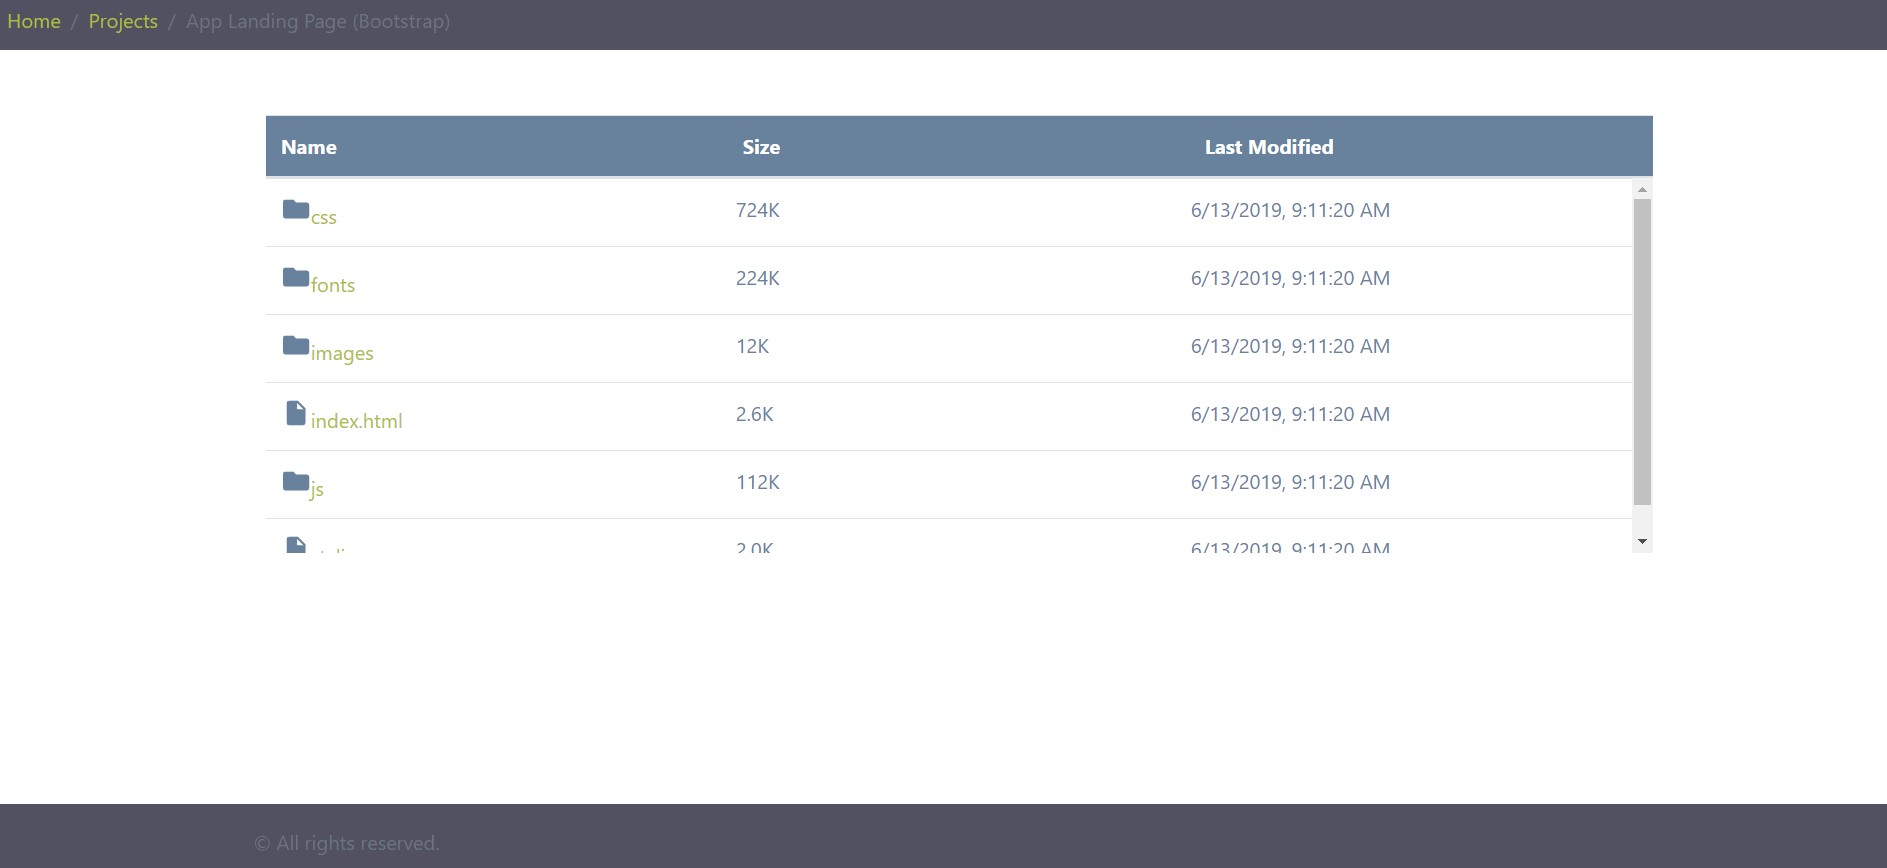 Home / Projects / App Landing Page (Bootstrap)
Name Size Last Modified
css 724K 6/13/2019, 9:11:20 AM
fonts 224K 6/13/2019, 9:11:20 AM
images 12K 6/13/2019, 9:11:20 AM
index.html 2.6K 6/13/2019, 9:11:20 AM
js 112K 6/13/2019, 9:11:20 AM
2.0K 6/13/2019, 9:11:20 AM
© All rights reserved.